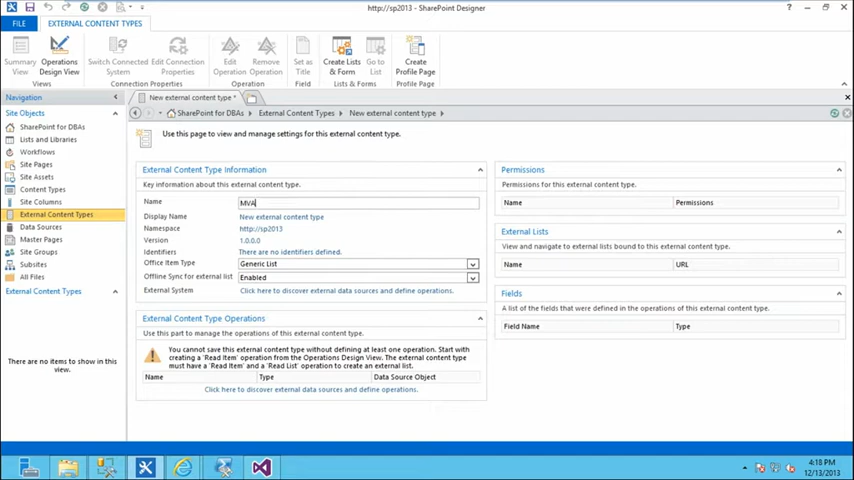 http://sp2013 - SharePoint Designer
FILE
EXTERNAL CONTENT TYPES
Summary View
Operations Design View
Views
Switch Connected System
Edit Connection Properties
Connection Properties
Edit Operation
Remove Operation
Operation
Set as Title
Field
Create Lists & Form
Go to List
Lists & Forms
Create Profile Page
Profile Page
Navigation
Site Objects
SharePoint for DBAs
Lists and Libraries
Workflows
Site Pages
Site Assets
Content Types
Site Columns
External Content Types
Data Sources
Master Pages
Site Groups
Subsites
All Files
External Content Types
There are no items to show in this view.
New external content type *
SharePoint for DBAs
External Content Types
New external content type
Use this page to view and manage settings for this external content type.
External Content Type Information
Key information about this external content type.
Name MVA
Display Name New external content type
Namespace http://sp2013
Version 1.0.0.0
Identifiers There are no identifiers defined.
Office Item Type Generic List
Offline Sync for external list Enabled
External System Click here to discover external data sources and define operations.
External Content Type Operations
Use this part to manage the operations of this external content type.
You cannot save this external content type without defining at least one operation. Start with
creating a 'Read Item' operation from the Operations Design View. The external content type
must have a 'Read Item' and a 'Read List' operation to create an external list.
Name Type Data Source Object
Click here to discover external data sources and define operations.
Permissions
Permissions for this external content type.
Name Permissions
External Lists
View and navigate to external lists bound to this external content type.
Name URL
Fields
A list of the fields that were defined in the operations of this external content type.
Field Name Type
4:18 PM
12/13/2013